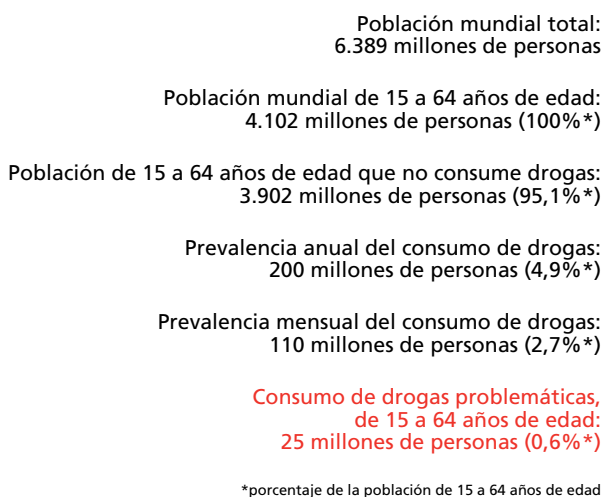 Población mundial total:
6.389 millones de personas
Población mundial de 15 a 64 años de edad:
4.102 millones de personas (100%*)
Población de 15 a 64 años de edad que no consume drogas:
3.902 millones de personas (95,1%*)
Prevalencia anual del consumo de drogas:
200 millones de personas (4,9%*)
Prevalencia mensual del consumo de drogas:
110 millones de personas (2,7%*)
Consumo de drogas problemáticas,
de 15 a 64 años de edad:
25 millones de personas (0,6%*)
*porcentaje de la población de 15 a 64 años de edad